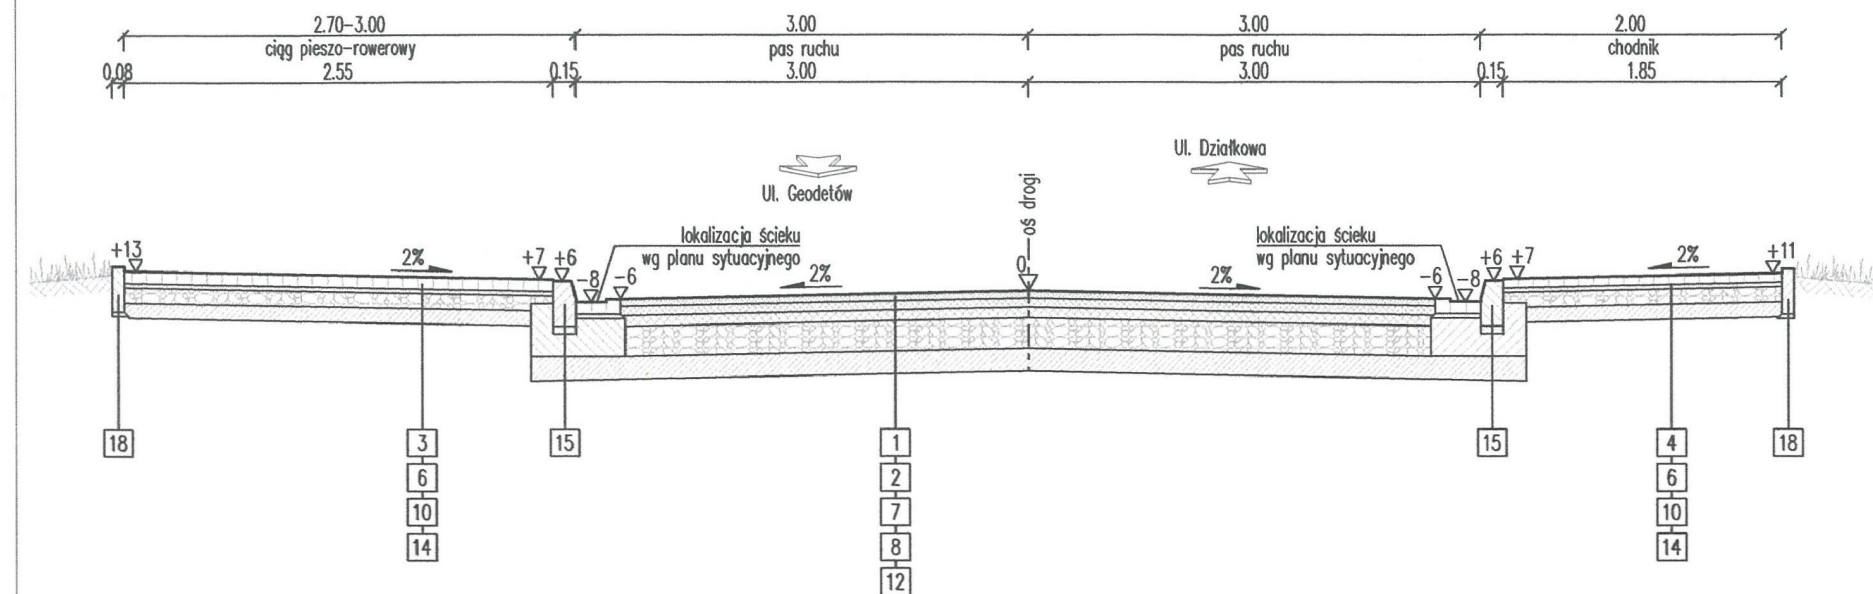 2.70-3.00 3.00 3.00 2.00
ciąg pieszo-rowerowy pas ruchu pas ruchu chodnik
0.08 2.55 0.15 3.00 3.00 0.15 1.85
Ul. Działkowa
Ul. Geodetów
oś drogi
lokalizacja ścieku
wg planu sytuacyjnego
lokalizacja ścieku
wg planu sytuacyjnego
+13 2% +7 +6 -8 -6 2% 0 2% -6 -8 +6 +7 2% +11
18 3 15 1 15 4 18
6 2 6
10 7 10
14 8 14
12